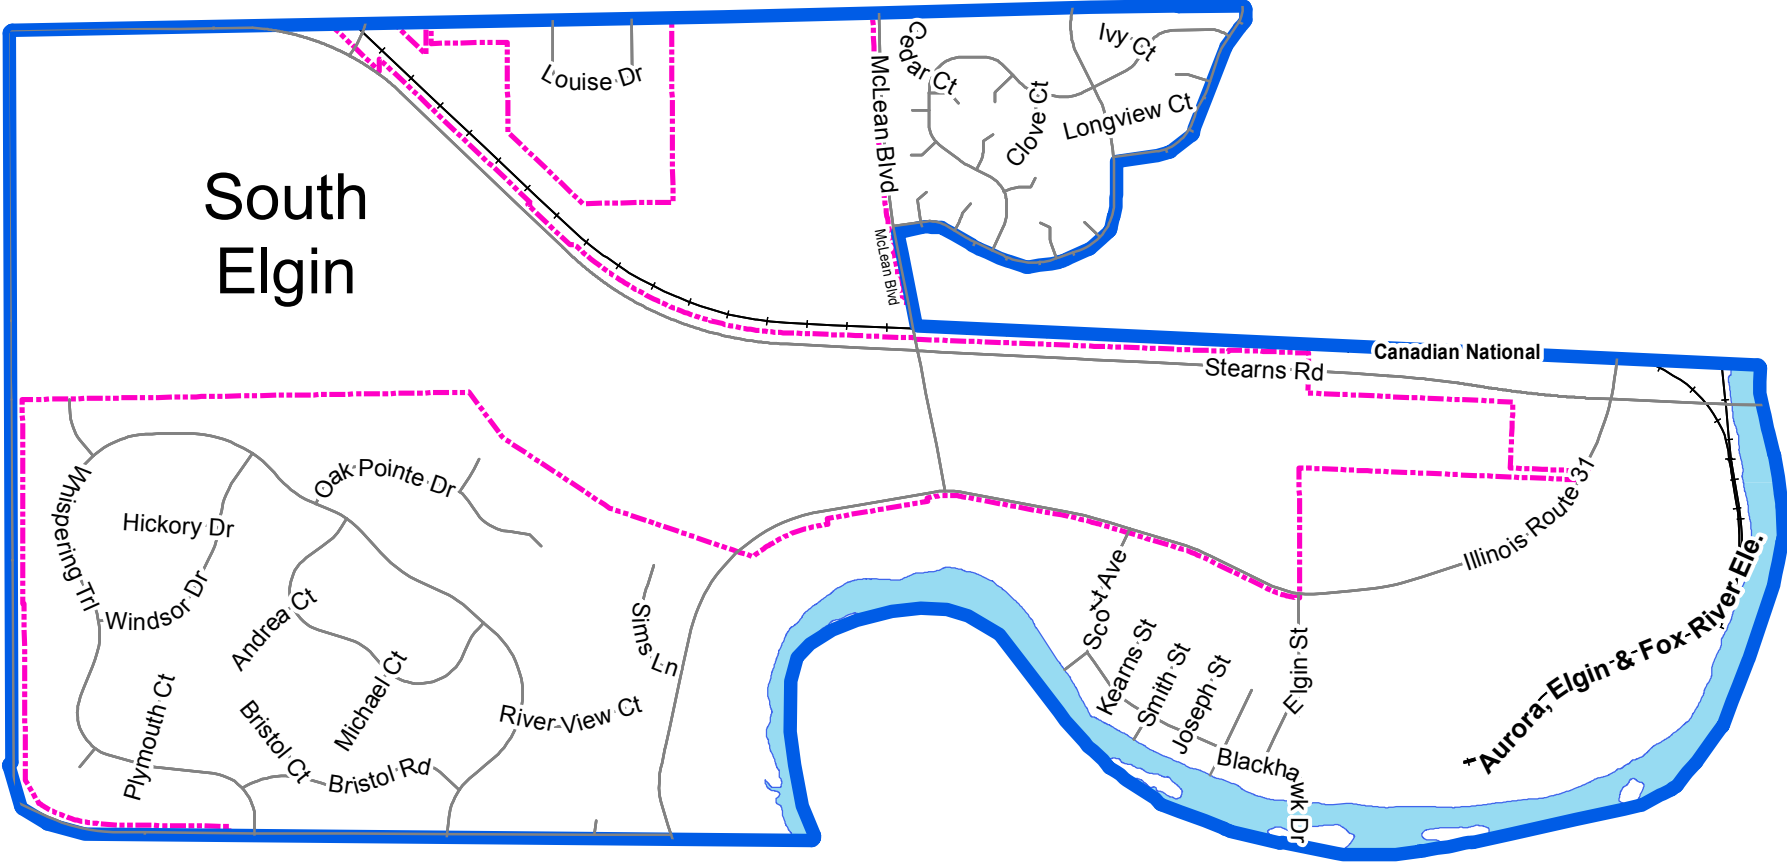 Cedar Ct
Ivy Ct
Louise Dr
McLean Blvd
Clove Ct
Longview Ct
South
Elgin
McLean Blvd
Canadian National
Stearns Rd
Whispering Trl
Oak Pointe Dr
Hickory Dr
Illinois Route 31
Windsor Dr
Andrea Ct
Sims Ln
Scott Ave
Kearns St
Smith St
Joseph St
Elgin St
Aurora, Elgin & Fox River Ele.
Plymouth Ct
Bristol Ct
Michael Ct
River View Ct
Bristol Rd
Blackhawk Dr